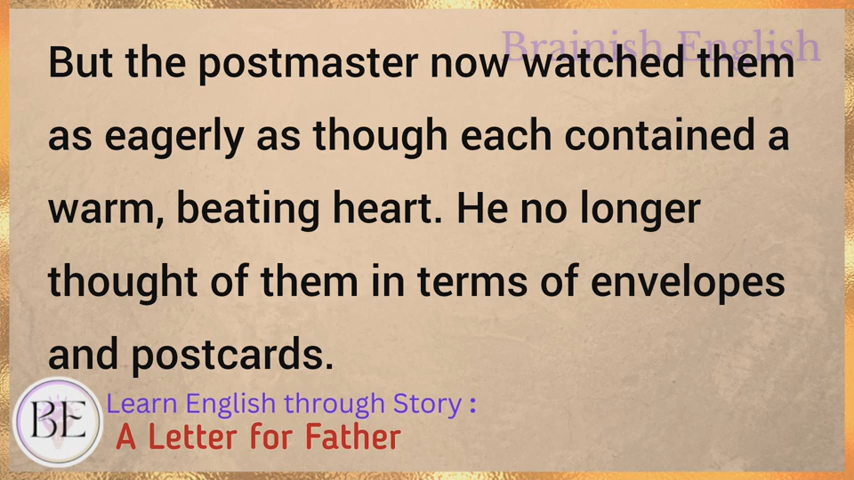 Brainish English
But the postmaster now watched them
as eagerly as though each contained a
warm, beating heart. He no longer
thought of them in terms of envelopes
and postcards.
BE
Learn English through Story :
A Letter for Father